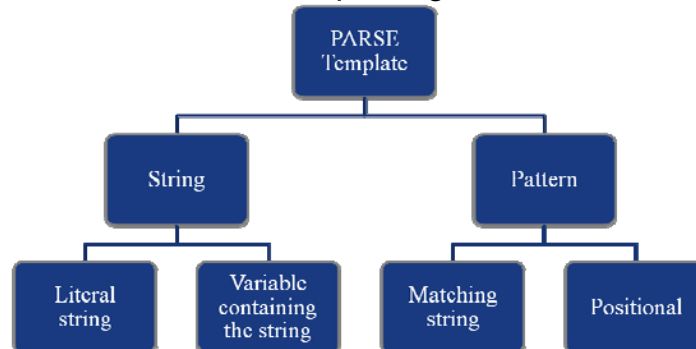 PARSE
Template
String
Pattern
Literal
string
Variable
containing
the string
Matching
string
Positional